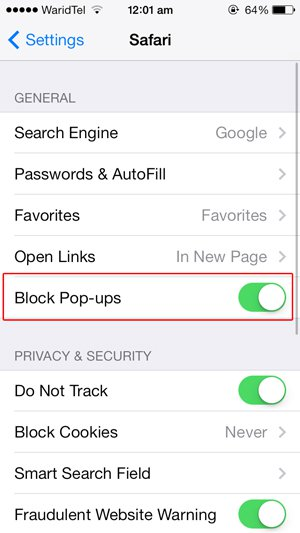 WaridTel 12:01 am 64%
Settings Safari
GENERAL
Search Engine Google
Passwords & AutoFill
Favorites Favorites
Open Links In New Page
Block Pop-ups
PRIVACY & SECURITY
Do Not Track
Block Cookies Never
Smart Search Field
Fraudulent Website Warning